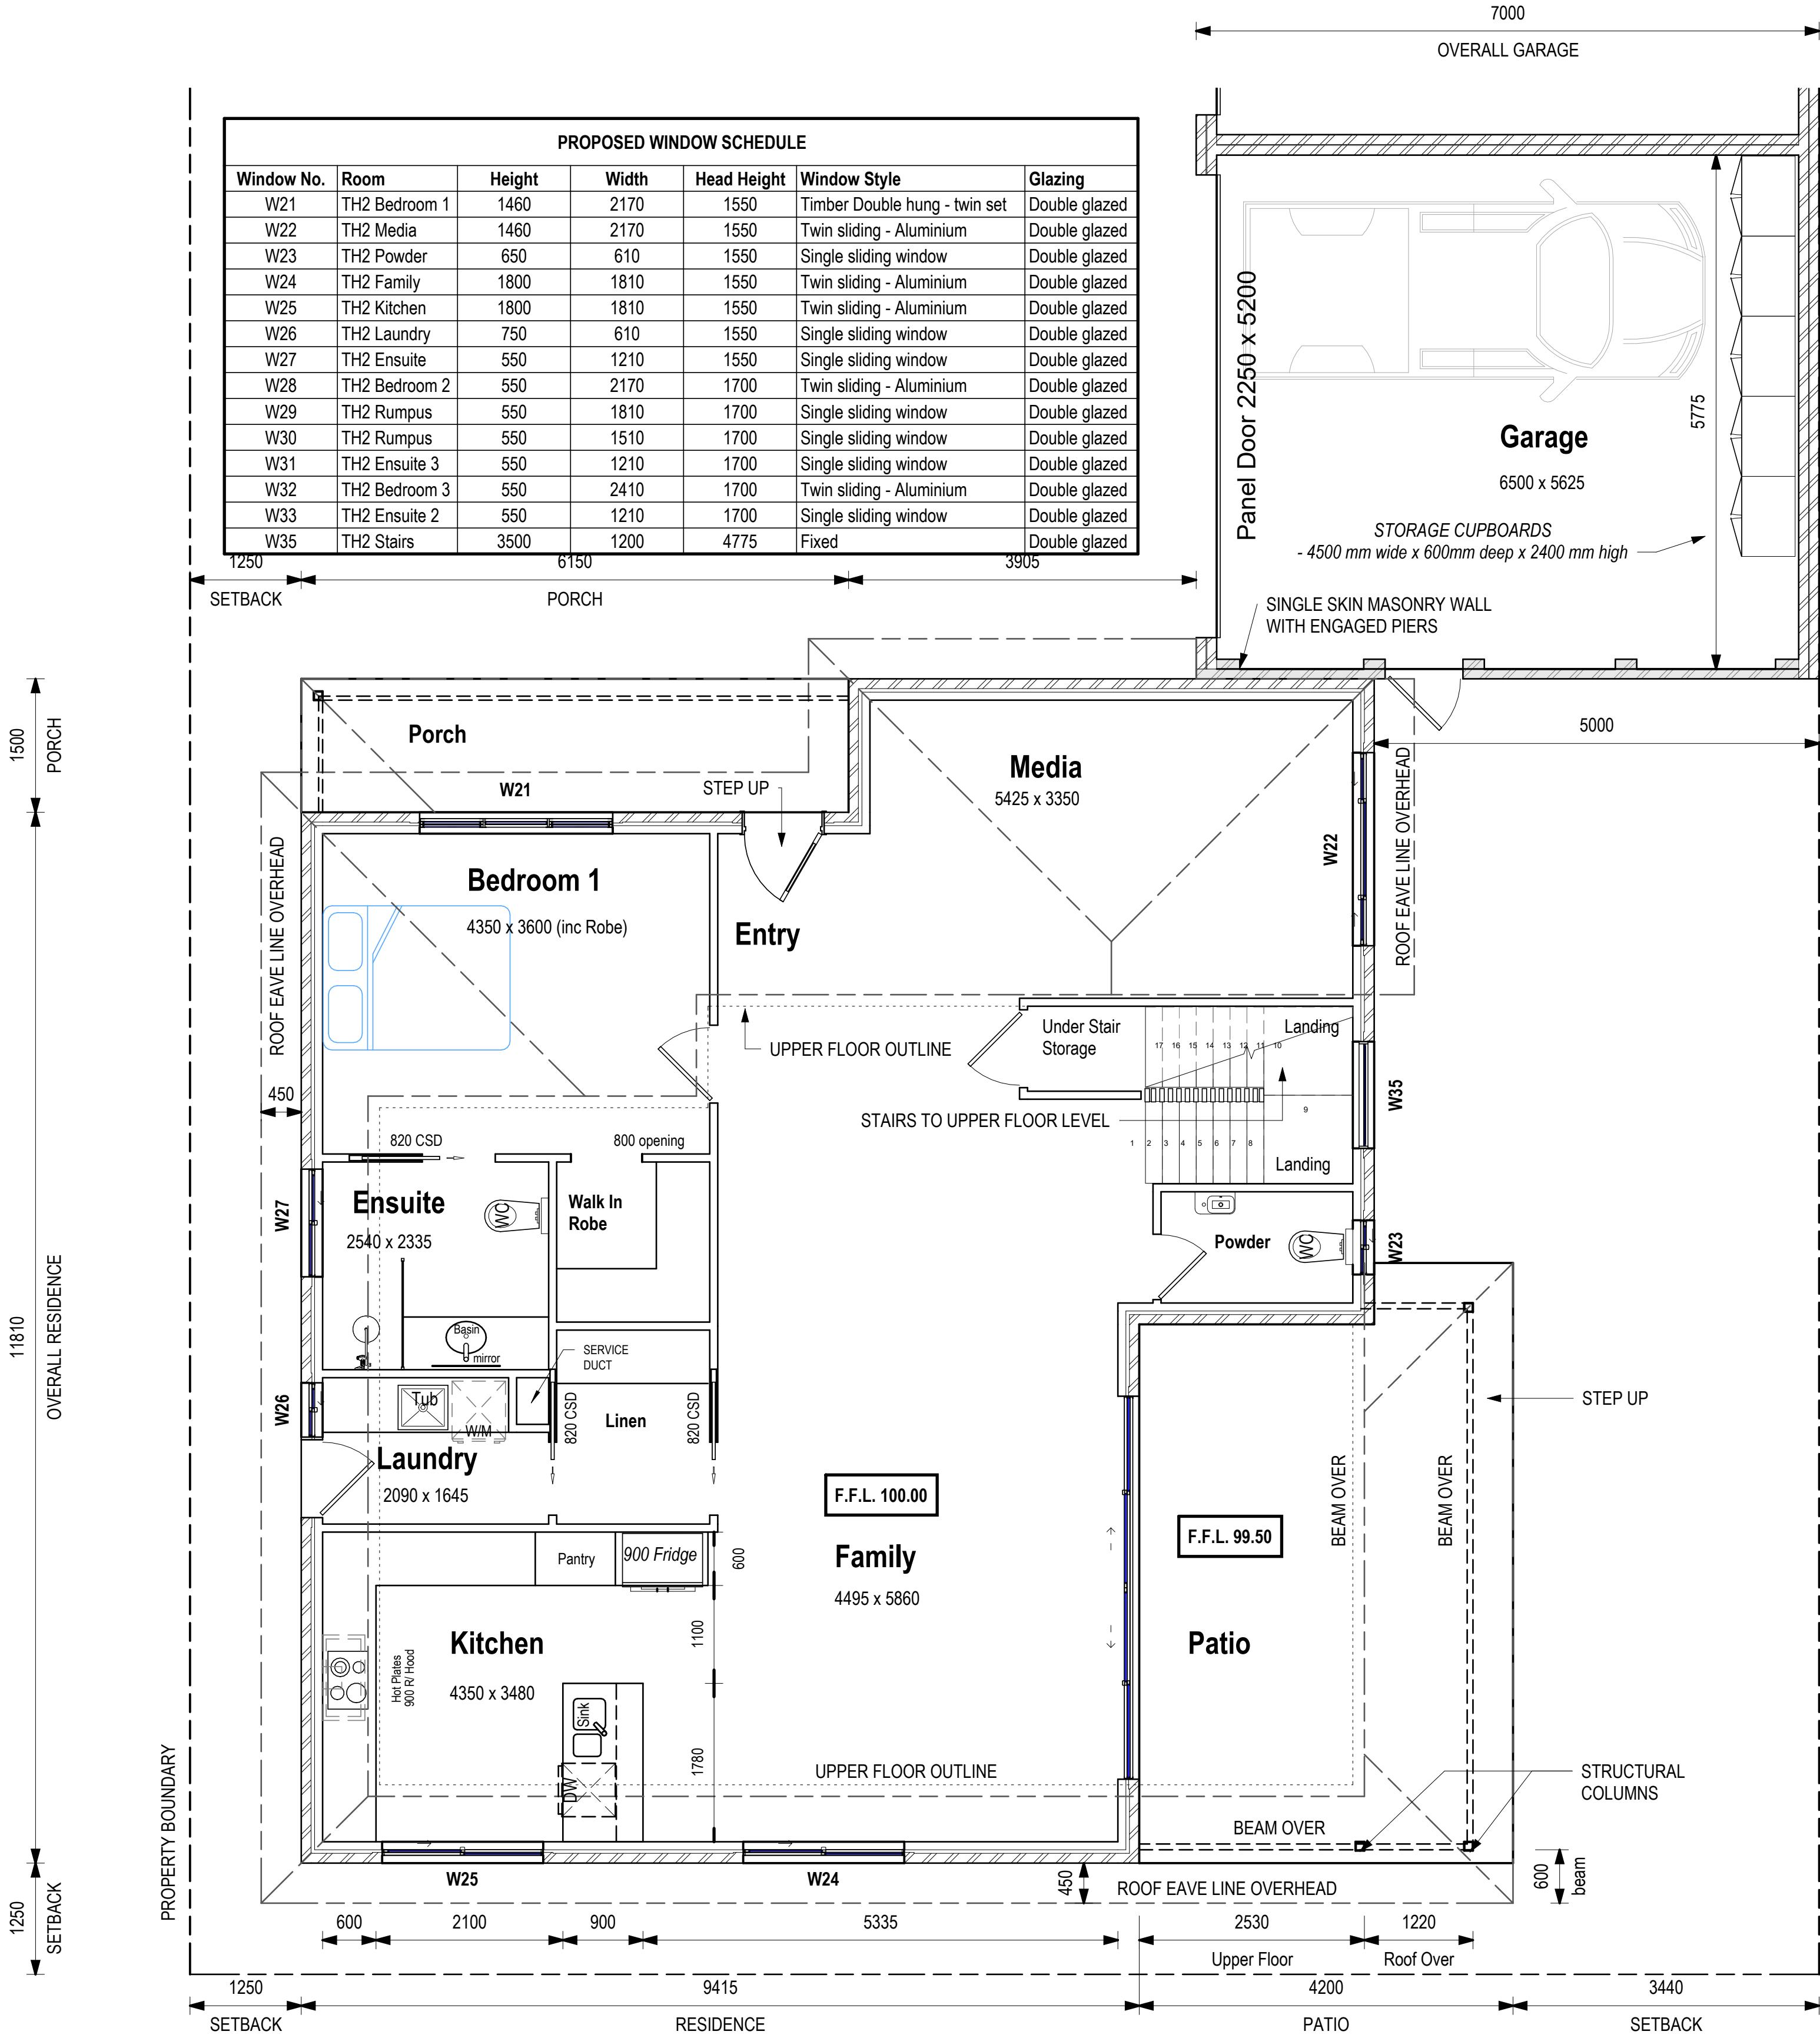 7000
OVERALL GARAGE
PROPOSED WINDOW SCHEDULE
Window No. Room Height Width Head Height Window Style Glazing
W21 TH2 Bedroom 1 1460 2170 1550 Timber Double hung - twin set Double glazed
W22 TH2 Media 1460 2170 1550 Twin sliding - Aluminium Double glazed
W23 TH2 Powder 650 610 1550 Single sliding window Double glazed
W24 TH2 Family 1800 1810 1550 Twin sliding - Aluminium Double glazed
W25 TH2 Kitchen 1800 1810 1550 Twin sliding - Aluminium Double glazed
W26 TH2 Laundry 750 610 1550 Single sliding window Double glazed
W27 TH2 Ensuite 550 1210 1550 Single sliding window Double glazed
W28 TH2 Bedroom 2 550 2170 1700 Twin sliding - Aluminium Double glazed
W29 TH2 Rumpus 550 1810 1700 Single sliding window Double glazed
W30 TH2 Rumpus 550 1510 1700 Single sliding window Double glazed
W31 TH2 Ensuite 3 550 1210 1700 Single sliding window Double glazed
W32 TH2 Bedroom 3 550 2410 1700 Twin sliding - Aluminium Double glazed
W33 TH2 Ensuite 2 550 1210 1700 Single sliding window Double glazed
W35 TH2 Stairs 3500 1200 4775 Fixed Double glazed
Panel Door 2250 x 5200
5775
Garage
6500 x 5625
STORAGE CUPBOARDS
- 4500 mm wide x 600mm deep x 2400 mm high
1250 6150 3905
SETBACK PORCH
SINGLE SKIN MASONRY WALL
WITH ENGAGED PIERS
1500
PORCH
Porch
W21
STEP UP
Media
5425 x 3350
5000
W22
ROOF EAVE LINE OVERHEAD
ROOF EAVE LINE OVERHEAD
Bedroom 1
4350 x 3600 (inc Robe)
Entry
UPPER FLOOR OUTLINE
Under Stair
Storage
Landing
17 16 15 14 13 12 11 10
450
STAIRS TO UPPER FLOOR LEVEL
9
1 2 3 4 5 6 7 8
Landing
W35
820 CSD
800 opening
W27
Ensuite
2540 x 2335
WC
Walk In
Robe
Powder
WC
W23
11810
OVERALL RESIDENCE
Basin
mirror
SERVICE
DUCT
W26
Tub
W/M
820 CSD
Linen
820 CSD
STEP UP
Laundry
2090 x 1645
F.F.L. 100.00
BEAM OVER
BEAM OVER
F.F.L. 99.50
Pantry
900 Fridge
600
Family
4495 x 5860
Kitchen
4350 x 3480
Hot Plates
900 R/ Hood
1100
Patio
Sink
DW
1780
UPPER FLOOR OUTLINE
STRUCTURAL
COLUMNS
PROPERTY BOUNDARY
BEAM OVER
W25
W24
450
ROOF EAVE LINE OVERHEAD
600
beam
1250
SETBACK
600 2100 900 5335 2530 1220
Upper Floor Roof Over
1250 9415 4200 3440
SETBACK RESIDENCE PATIO SETBACK